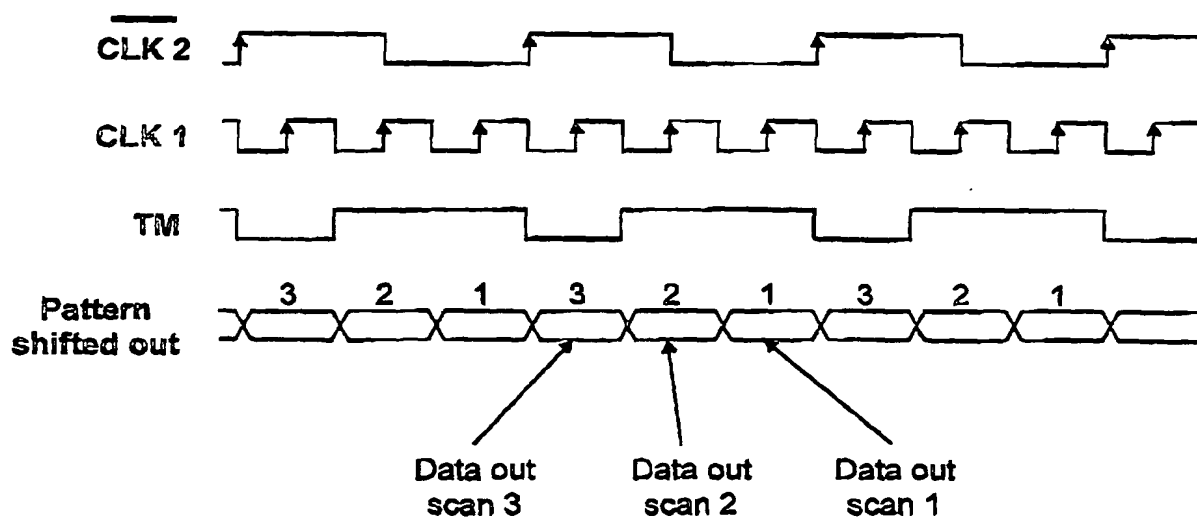 CLK 2
CLK 1
TM
3 2 1 3 2 1 3 2 1
Pattern
shifted out
Data out Data out Data out
scan 3 scan 2 scan 1